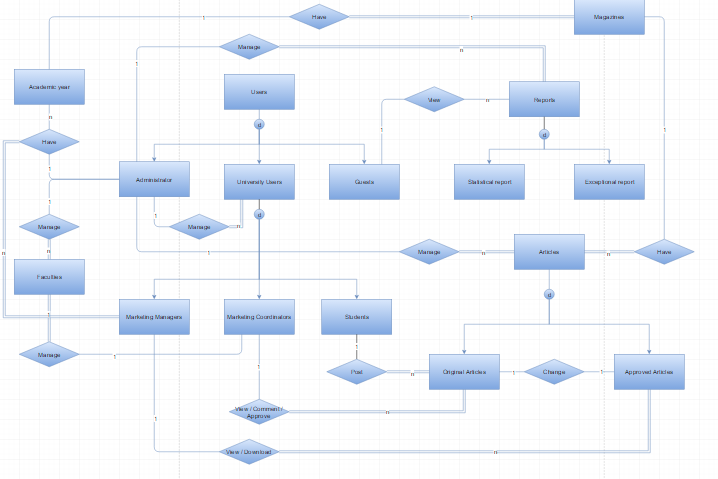 1
Have
1
Magazines
Manage
n
1
Academic year
Users
View
n
Reports
n
d
1
1
d
Have
1
Administrator
University Users
Guests
Statistical report
Exceptional report
1
1
d
Manage
Manage
n
n
n
1
Manage
n
Articles
n
Have
Faculties
d
Marketing Managers
Marketing Coordinators
Students
1
1
Manage
1
1
Post
n
Original Articles
1
Change
1
Approved Articles
View / Comment /
Approve
n
1
View / Download
n